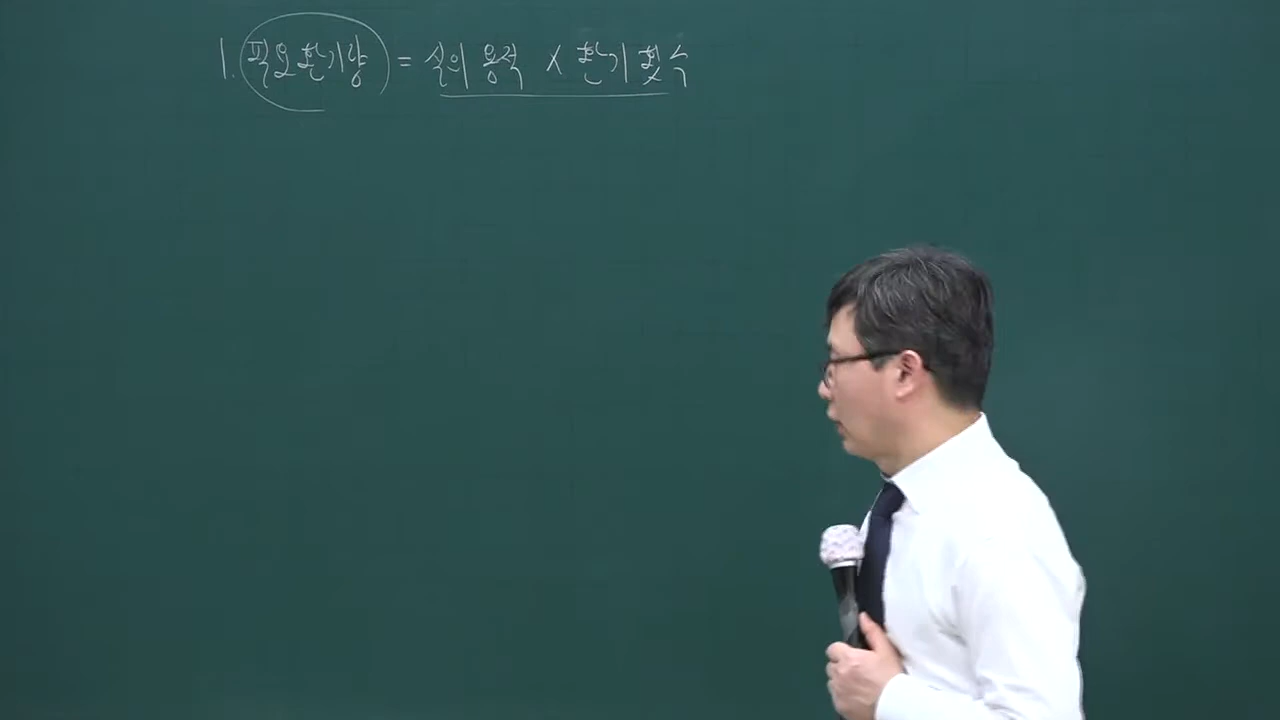 1. 필요환기량 = 실의 용적 X 환기횟수